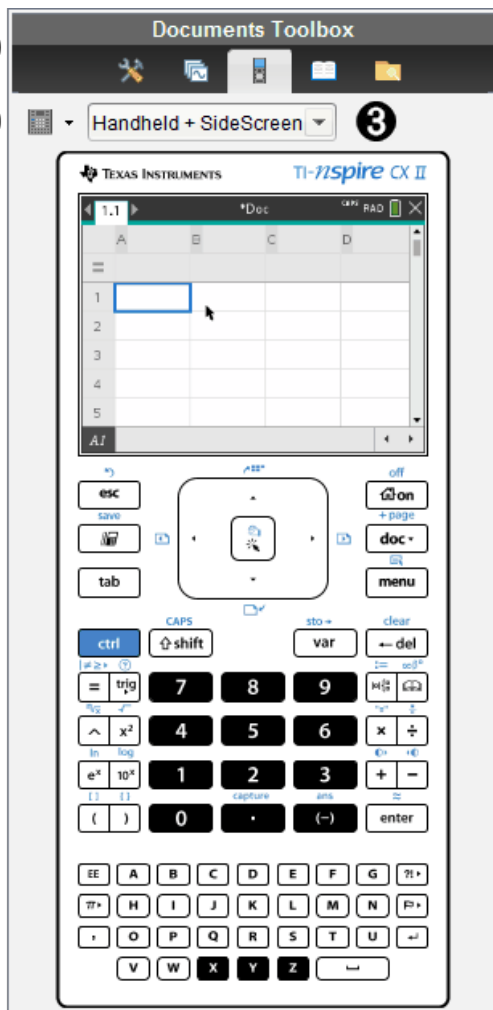 Documents Toolbox
Handheld + SideScreen ❸
TEXAS INSTRUMENTS TI-nspire CX II
1.1 *Doc CAPS RAD
A B C D
=
1
2
3
4
5
A1
off
esc on
save + page
doc
tab menu
CAPS sto→ clear
ctrl ⇧shift var ←del
|≠≥▸ ? :=
= trig 7 8 9
ⁿ√x √ "x" ÷
^ x² 4 5 6 × ÷
ln log
eˣ 10ˣ 1 2 3 + −
[ ] { } capture ans ≈
( ) 0 . (−) enter
EE A B C D E F G ?!▸
π▸ H I J K L M N
, O P Q R S T U ↵
V W X Y Z